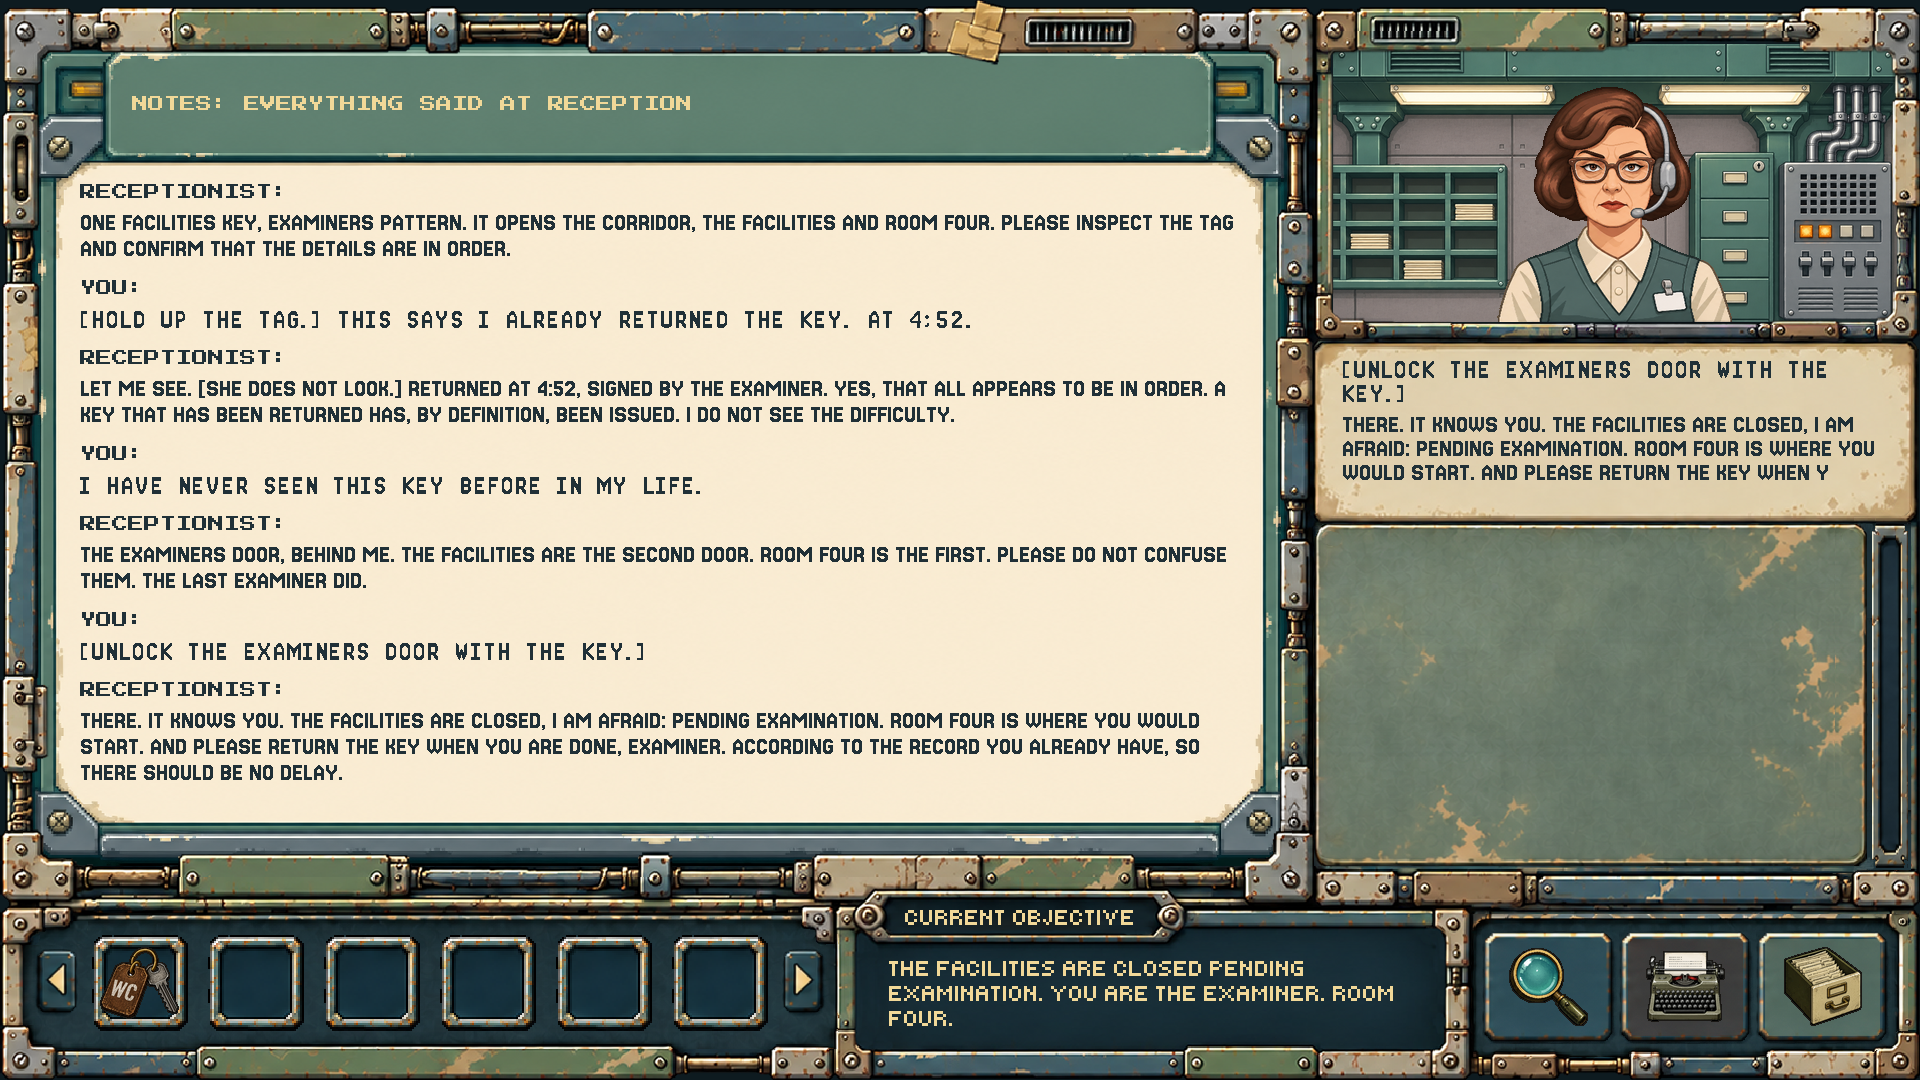 NOTES: EVERYTHING SAID AT RECEPTION
RECEPTIONIST:
ONE FACILITIES KEY, EXAMINERS PATTERN. IT OPENS THE CORRIDOR, THE FACILITIES AND ROOM FOUR. PLEASE INSPECT THE TAG
AND CONFIRM THAT THE DETAILS ARE IN ORDER.
YOU:
[HOLD UP THE TAG.] THIS SAYS I ALREADY RETURNED THE KEY. AT 4:52.
RECEPTIONIST:
LET ME SEE. [SHE DOES NOT LOOK.] RETURNED AT 4:52, SIGNED BY THE EXAMINER. YES, THAT ALL APPEARS TO BE IN ORDER. A
KEY THAT HAS BEEN RETURNED HAS, BY DEFINITION, BEEN ISSUED. I DO NOT SEE THE DIFFICULTY.
YOU:
I HAVE NEVER SEEN THIS KEY BEFORE IN MY LIFE.
RECEPTIONIST:
THE EXAMINERS DOOR, BEHIND ME. THE FACILITIES ARE THE SECOND DOOR. ROOM FOUR IS THE FIRST. PLEASE DO NOT CONFUSE
THEM. THE LAST EXAMINER DID.
YOU:
[UNLOCK THE EXAMINERS DOOR WITH THE KEY.]
RECEPTIONIST:
THERE. IT KNOWS YOU. THE FACILITIES ARE CLOSED, I AM AFRAID: PENDING EXAMINATION. ROOM FOUR IS WHERE YOU WOULD
START. AND PLEASE RETURN THE KEY WHEN YOU ARE DONE, EXAMINER. ACCORDING TO THE RECORD YOU ALREADY HAVE, SO
THERE SHOULD BE NO DELAY.
[UNLOCK THE EXAMINERS DOOR WITH THE
KEY.]
THERE. IT KNOWS YOU. THE FACILITIES ARE CLOSED, I AM
AFRAID: PENDING EXAMINATION. ROOM FOUR IS WHERE YOU
WOULD START. AND PLEASE RETURN THE KEY WHEN Y
WC
CURRENT OBJECTIVE
THE FACILITIES ARE CLOSED PENDING
EXAMINATION. YOU ARE THE EXAMINER. ROOM
FOUR.